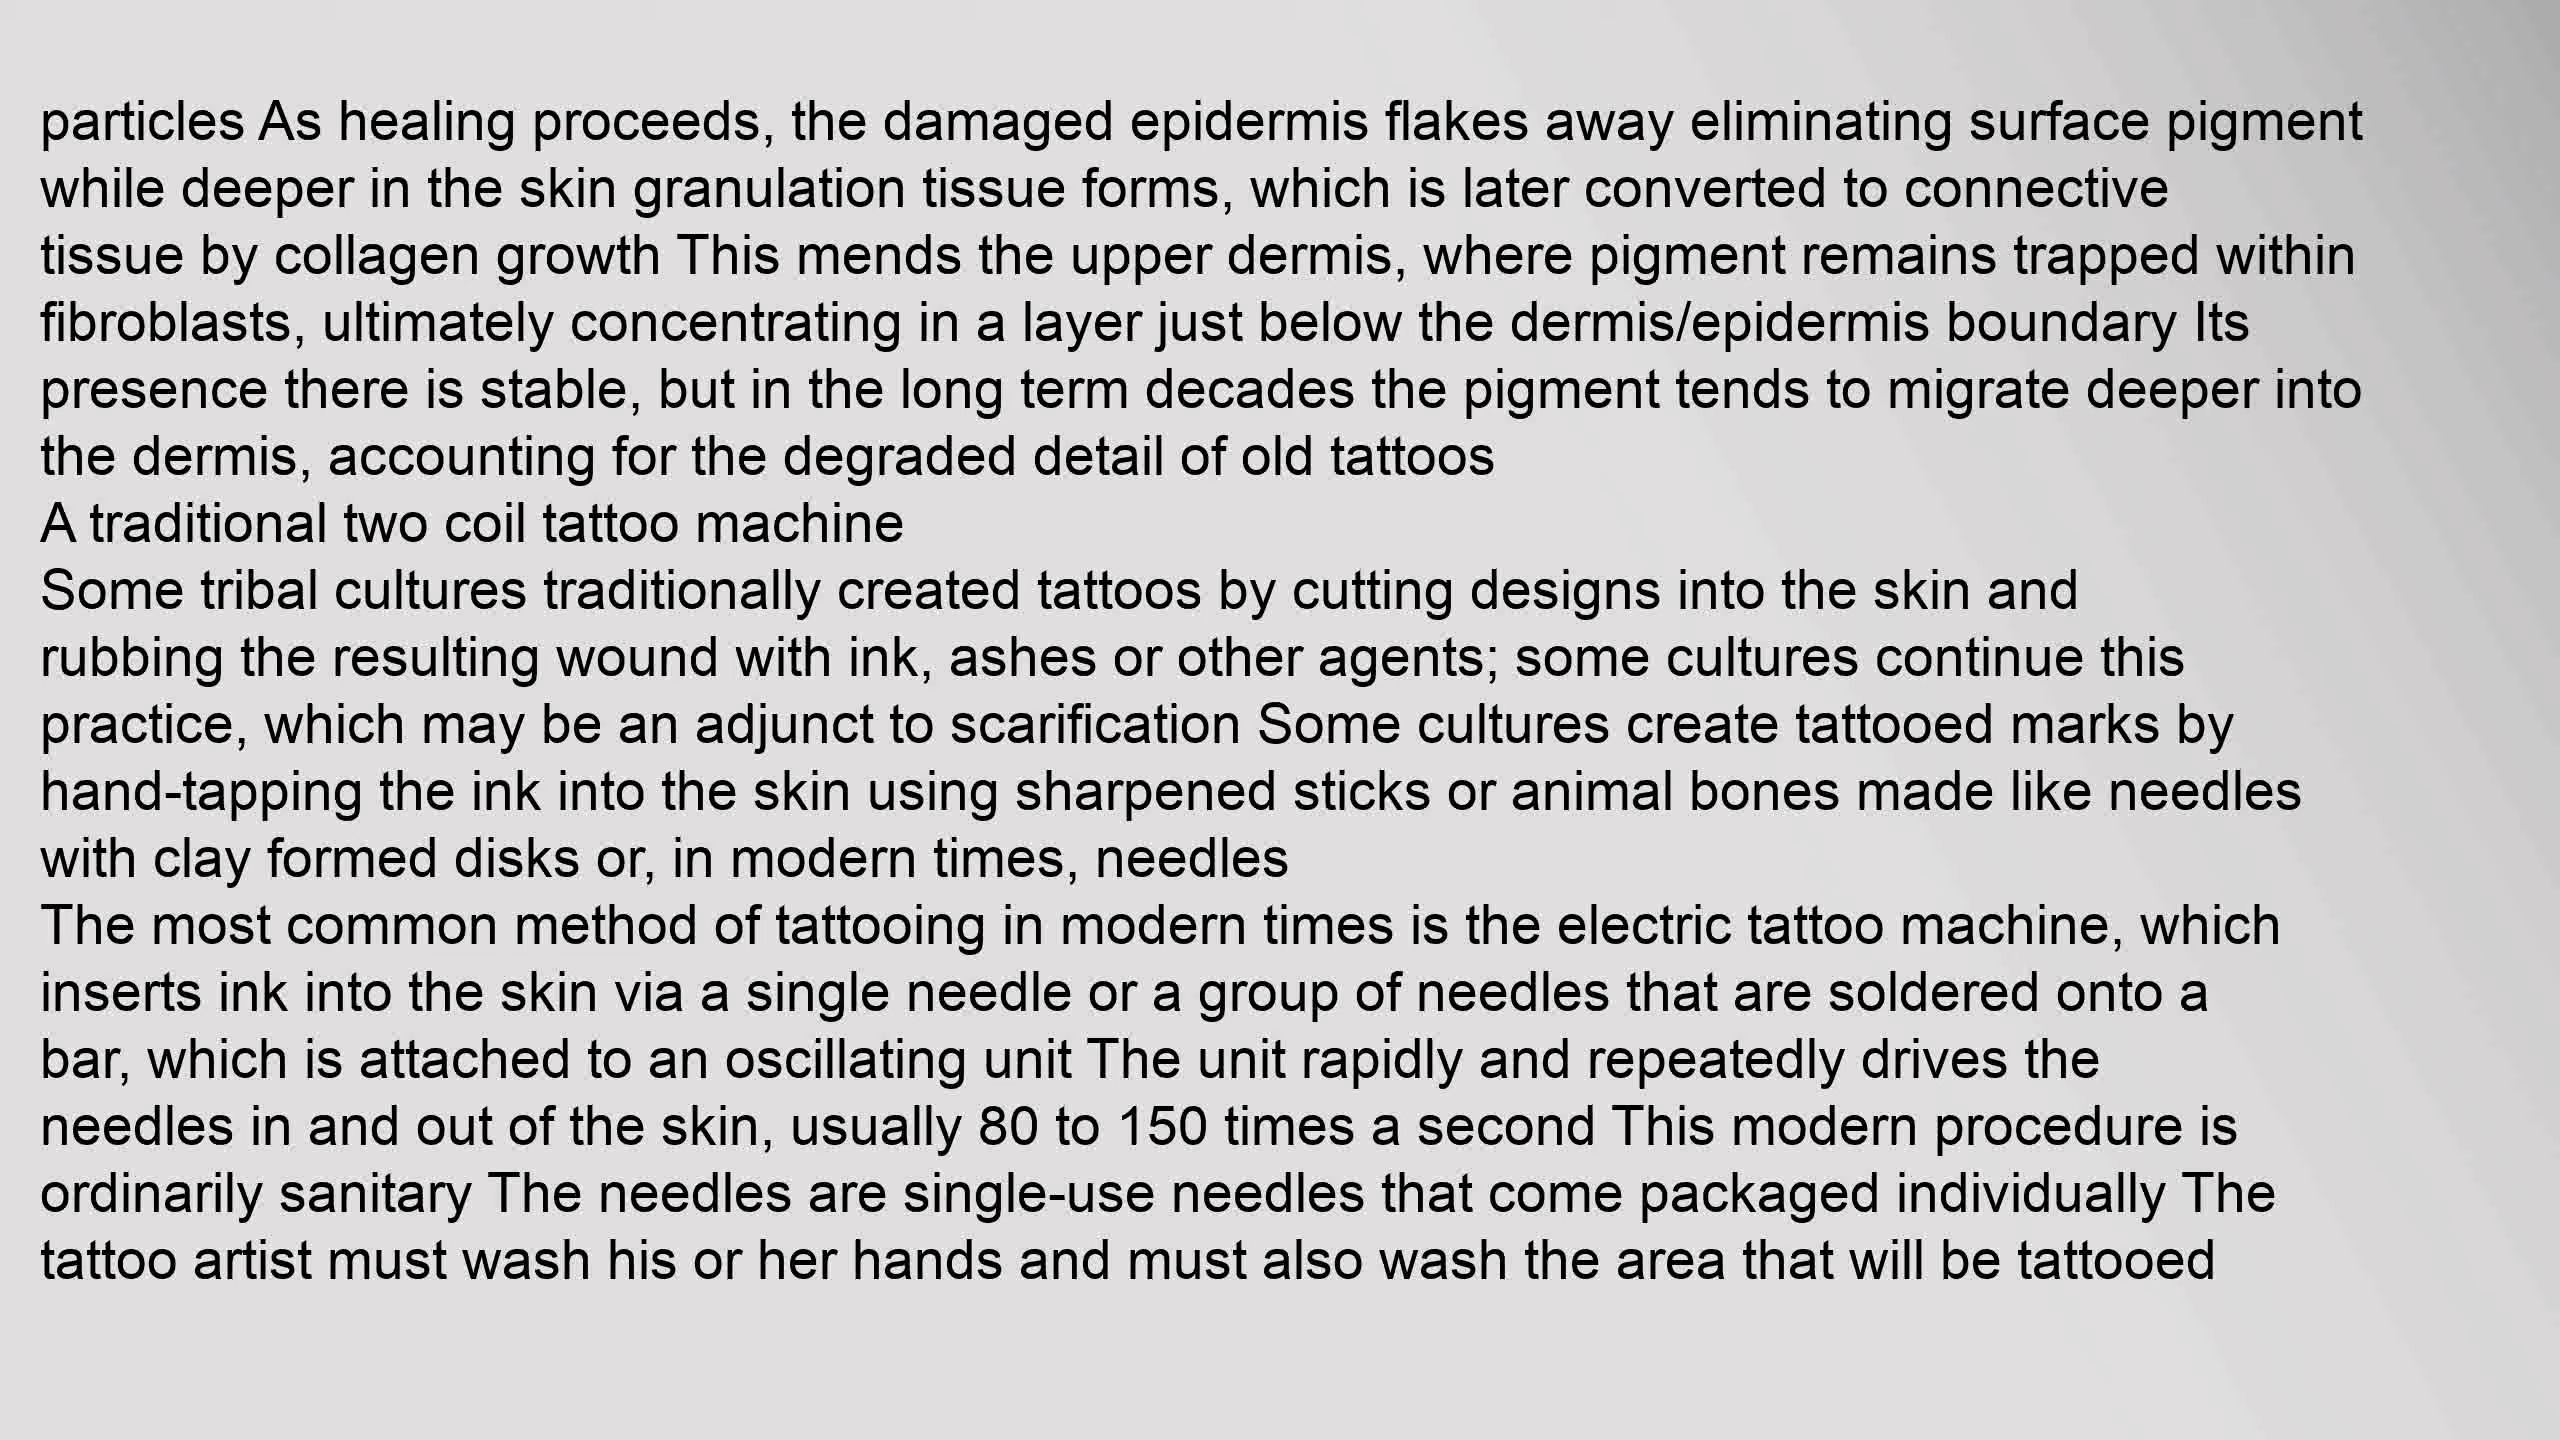 particles As healing proceeds, the damaged epidermis flakes away eliminating surface pigment
while deeper in the skin granulation tissue forms, which is later converted to connective
tissue by collagen growth This mends the upper dermis, where pigment remains trapped within
fibroblasts, ultimately concentrating in a layer just below the dermis/epidermis boundary Its
presence there is stable, but in the long term decades the pigment tends to migrate deeper into
the dermis, accounting for the degraded detail of old tattoos
A traditional two coil tattoo machine
Some tribal cultures traditionally created tattoos by cutting designs into the skin and
rubbing the resulting wound with ink, ashes or other agents; some cultures continue this
practice, which may be an adjunct to scarification Some cultures create tattooed marks by
hand-tapping the ink into the skin using sharpened sticks or animal bones made like needles
with clay formed disks or, in modern times, needles
The most common method of tattooing in modern times is the electric tattoo machine, which
inserts ink into the skin via a single needle or a group of needles that are soldered onto a
bar, which is attached to an oscillating unit The unit rapidly and repeatedly drives the
needles in and out of the skin, usually 80 to 150 times a second This modern procedure is
ordinarily sanitary The needles are single-use needles that come packaged individually The
tattoo artist must wash his or her hands and must also wash the area that will be tattooed